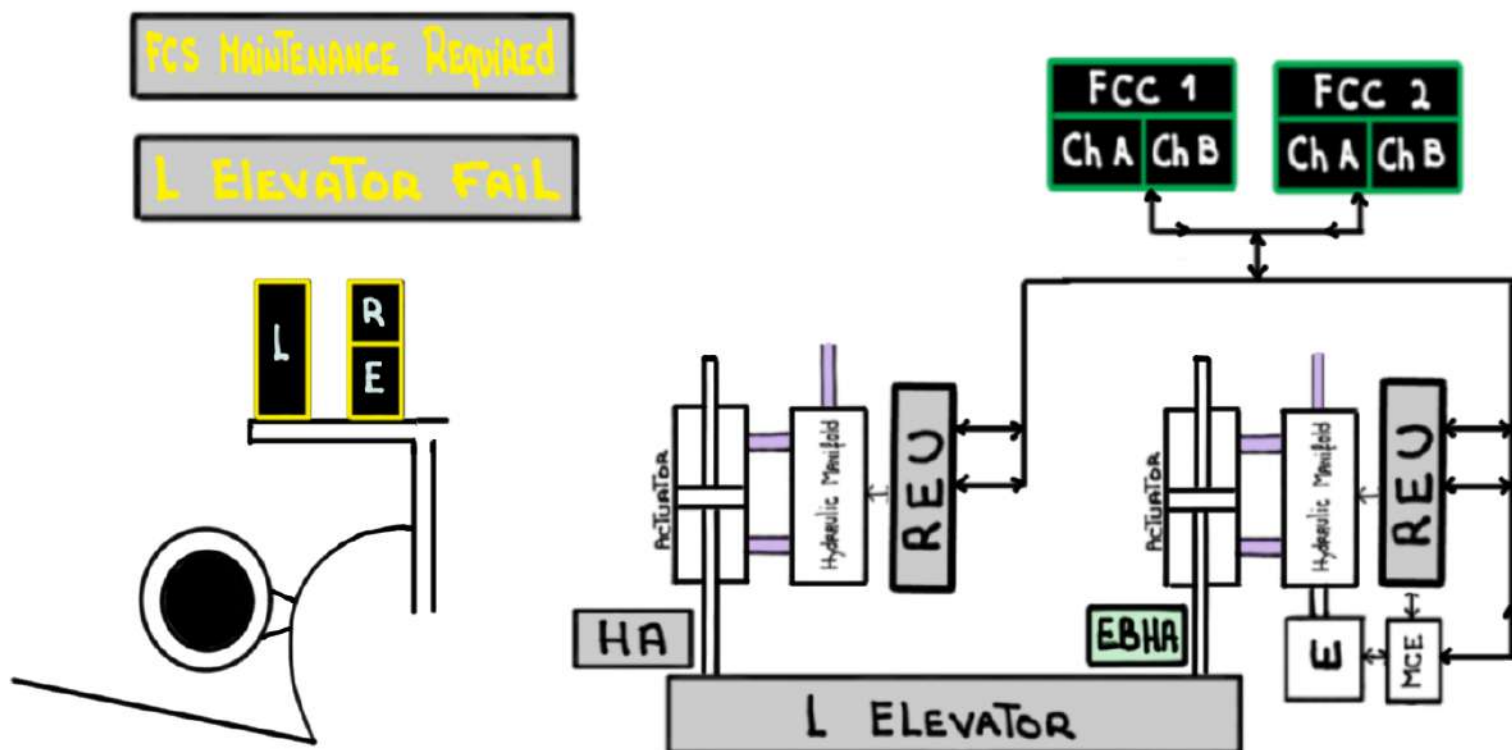 FCS MAINTENANCE REQUIRED
L ELEVATOR FAIL
L
R
E
FCC 1
Ch A
Ch B
FCC 2
Ch A
Ch B
ACTUATOR
Hydraulic Manifold
REU
HA
ACTUATOR
Hydraulic Manifold
REU
EBHA
E
MCE
L ELEVATOR